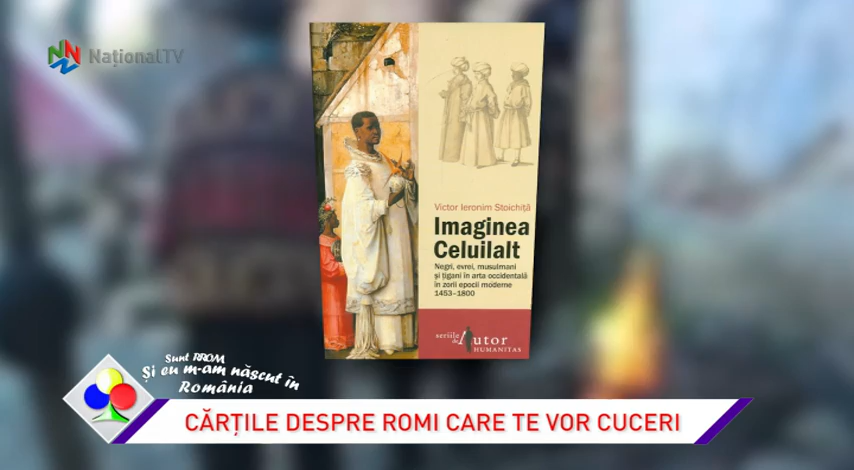 NaționalTV
Victor Ieronim Stoichiță
Imaginea
Celuilalt
Negri, evrei, musulmani
și țigani în arta occidentală
în zorii epocii moderne
1453–1800
seriile de Autor
HUMANITAS
Sunt RROM
Și eu m-am născut în
România
CĂRȚILE DESPRE ROMI CARE TE VOR CUCERI